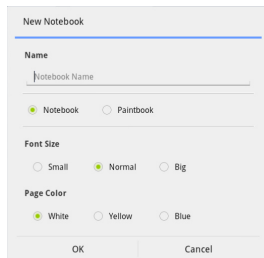 New Notebook
Name
Notebook Name
Notebook Paintbook
Font Size
Small Normal Big
Page Color
White Yellow Blue
OK Cancel